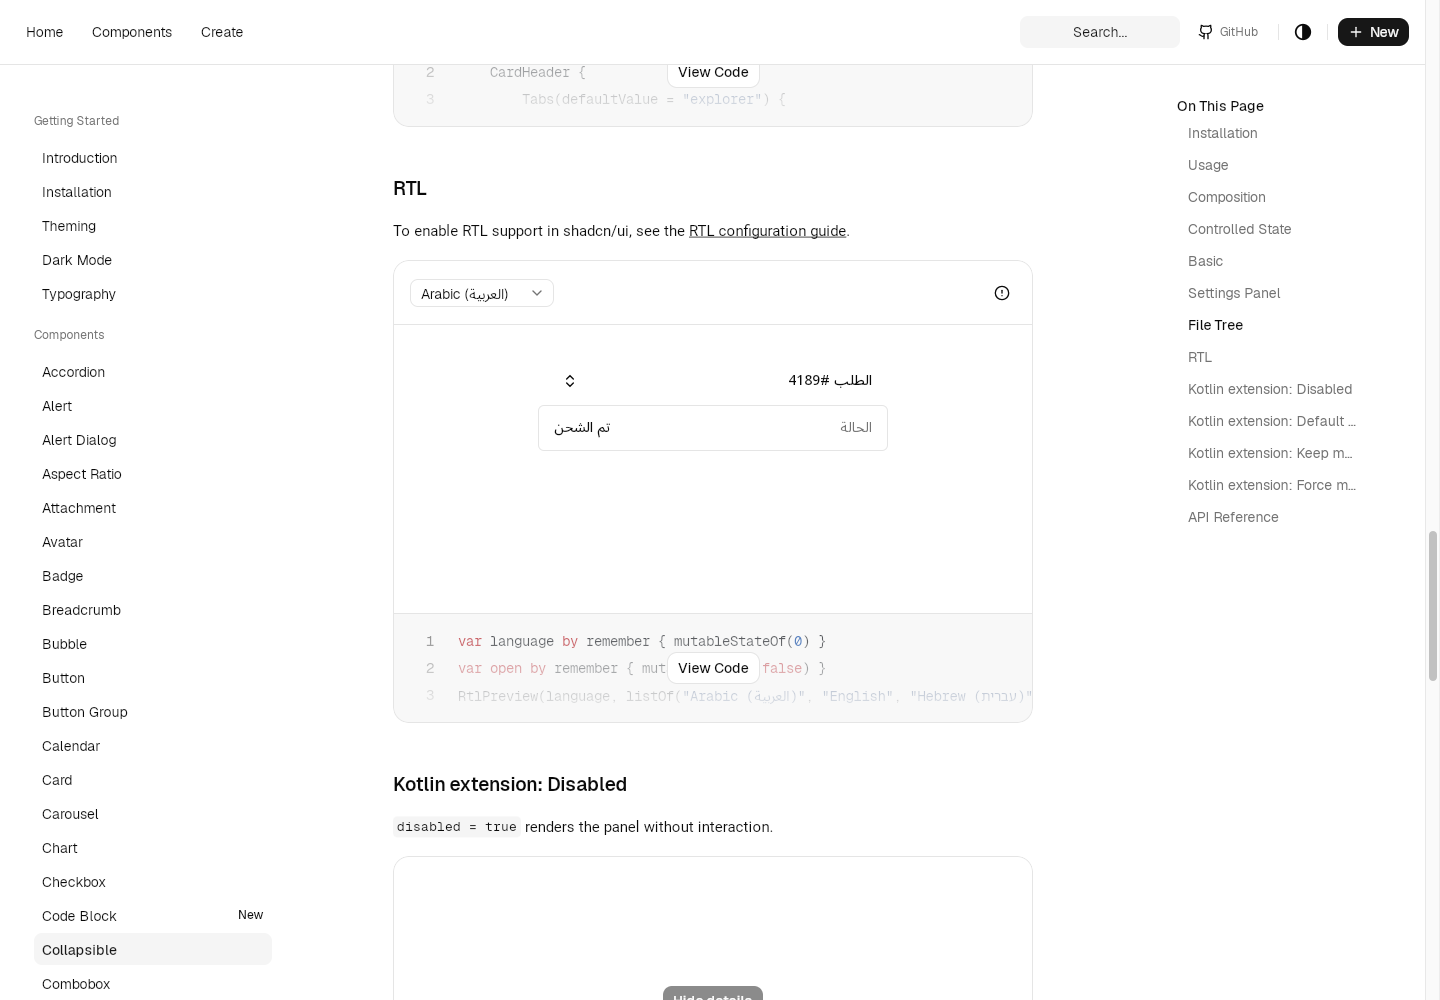 Home
Components
Create
Search...
GitHub
New
Getting Started
Introduction
Installation
Theming
Dark Mode
Typography
Components
Accordion
Alert
Alert Dialog
Aspect Ratio
Attachment
Avatar
Badge
Breadcrumb
Bubble
Button
Button Group
Calendar
Card
Carousel
Chart
Checkbox
Code Block New
Collapsible
Combobox
2 CardHeader {
View Code
3 Tabs(defaultValue = "explorer") {
RTL
To enable RTL support in shadcn/ui, see the RTL configuration guide.
Arabic (العربية)
الطلب #4189
الحالة
تم الشحن
1 var language by remember { mutableStateOf(0) }
2 var open by remember { mut View Code false) }
3 RtlPreview(language, listOf("Arabic (العربية)", "English", "Hebrew (עברית)"
Kotlin extension: Disabled
disabled = true renders the panel without interaction.
Hide details
On This Page
Installation
Usage
Composition
Controlled State
Basic
Settings Panel
File Tree
RTL
Kotlin extension: Disabled
Kotlin extension: Default ...
Kotlin extension: Keep m...
Kotlin extension: Force m...
API Reference